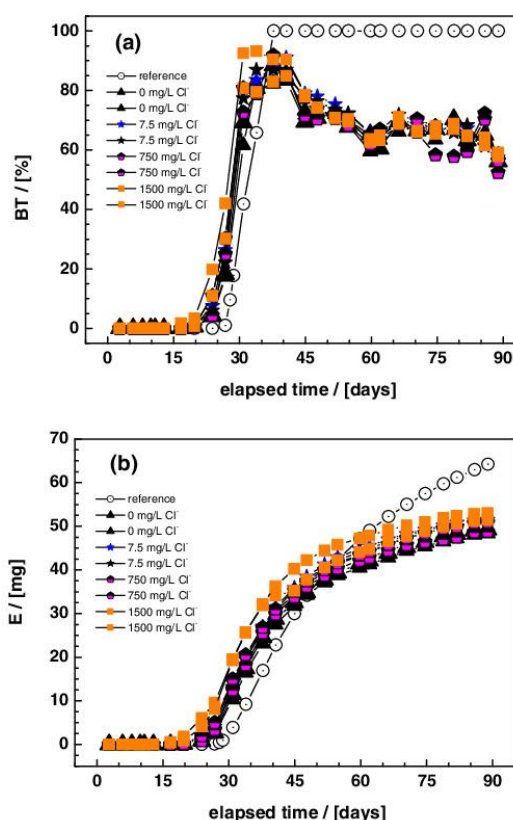 (a)
100
80
60
40
20
0
BT / [%]
reference
0 mg/L Cl⁻
0 mg/L Cl⁻
7.5 mg/L Cl⁻
7.5 mg/L Cl⁻
750 mg/L Cl⁻
750 mg/L Cl⁻
1500 mg/L Cl⁻
1500 mg/L Cl⁻
0 15 30 45 60 75 90
elapsed time / [days]
(b)
70
60
50
40
30
20
10
0
E / [mg]
reference
0 mg/L Cl⁻
0 mg/L Cl⁻
7.5 mg/L Cl⁻
7.5 mg/L Cl⁻
750 mg/L Cl⁻
750 mg/L Cl⁻
1500 mg/L Cl⁻
1500 mg/L Cl⁻
0 15 30 45 60 75 90
elapsed time / [days]